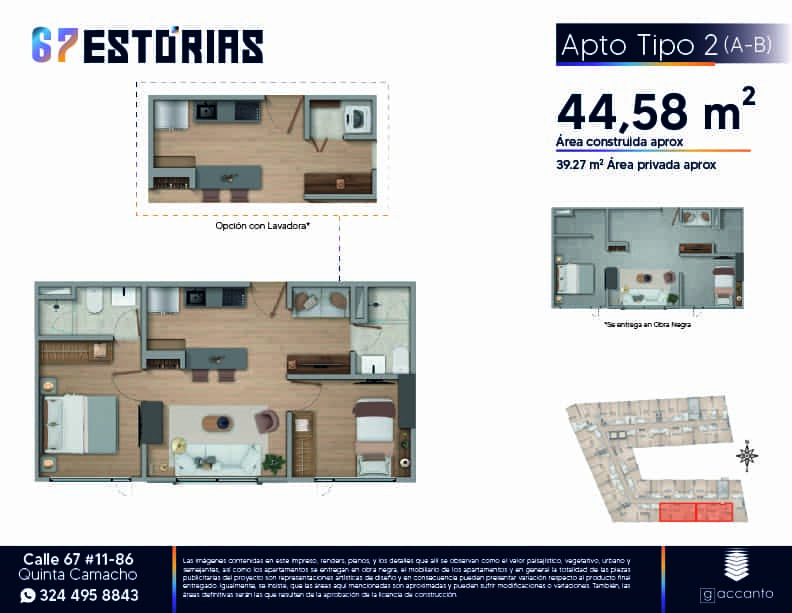 67 ESTÓRIAS
Apto Tipo 2 (A-B)
44,58 m²
Área construida aprox
39.27 m² Área privada aprox
Opción con Lavadora*
*Se entrega en Obra Negra
Calle 67 #11-86
Quinta Camacho
324 495 8843
Las imágenes contenidas en este impreso, renders, planos, y los detalles que allí se observan como el valor paisajístico, vegetativo, urbano y
semejantes, así como los apartamentos se entregan en obra negra, el mobiliario de los apartamentos y en general la totalidad de las piezas
publicitarias del proyecto son representaciones artísticas de diseño y en consecuencia pueden presentar variación respecto al producto final
entregado. Igualmente, se insiste, que las áreas aquí mencionadas son aproximadas y pueden sufrir modificaciones o variaciones. También, las
áreas definitivas serán las que resulten de la aprobación de la licencia de construcción.
g accanto